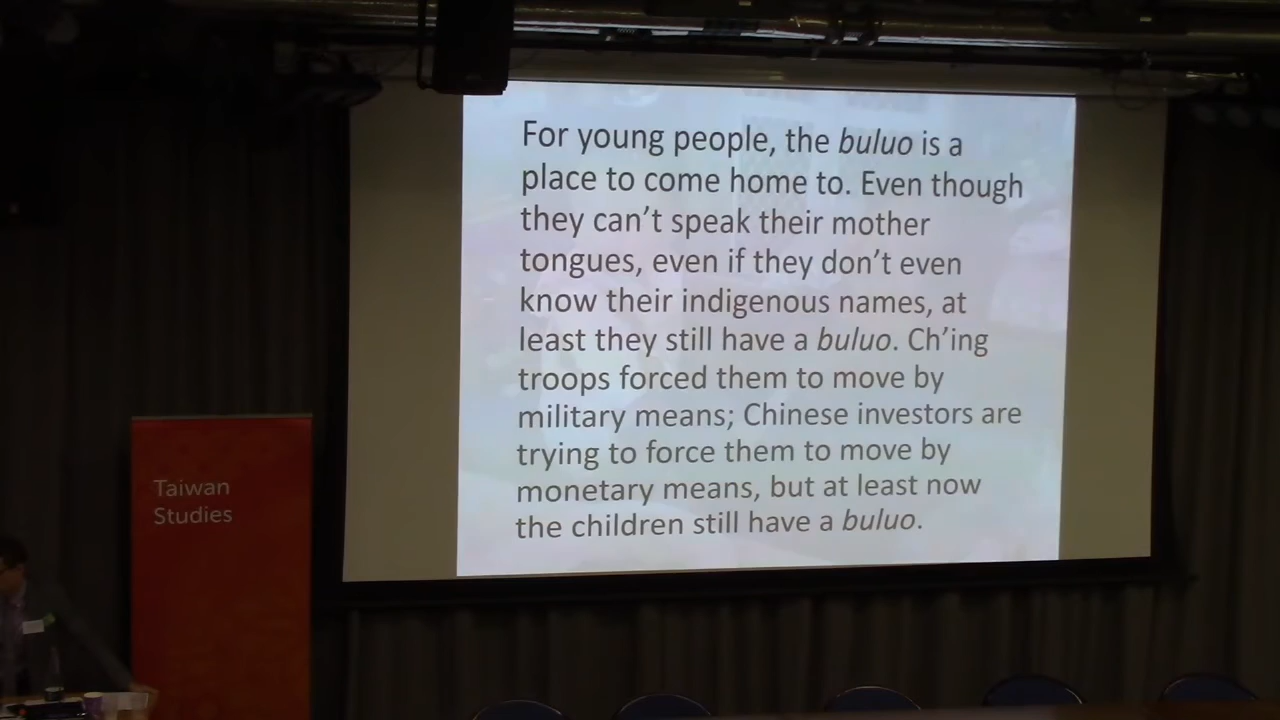 For young people, the buluo is a
place to come home to. Even though
they can't speak their mother
tongues, even if they don't even
know their indigenous names, at
least they still have a buluo. Ch'ing
troops forced them to move by
military means; Chinese investors are
trying to force them to move by
monetary means, but at least now
the children still have a buluo.
Taiwan
Studies